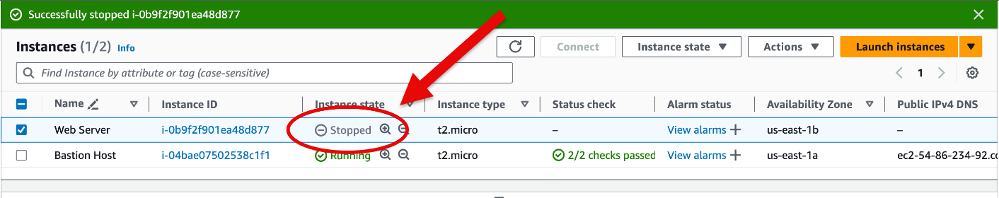 Successfully stopped i-0b9f2f901ea48d877
Instances (1/2) Info Connect Instance state Actions Launch instances
Find Instance by attribute or tag (case-sensitive) 1
Name Instance ID Instance state Instance type Status check Alarm status Availability Zone Public IPv4 DNS
Web Server i-0b9f2f901ea48d877 Stopped t2.micro – View alarms + us-east-1b –
Bastion Host i-04bae07502538c1f1 Running t2.micro 2/2 checks passed View alarms + us-east-1a ec2-54-86-234-92.co